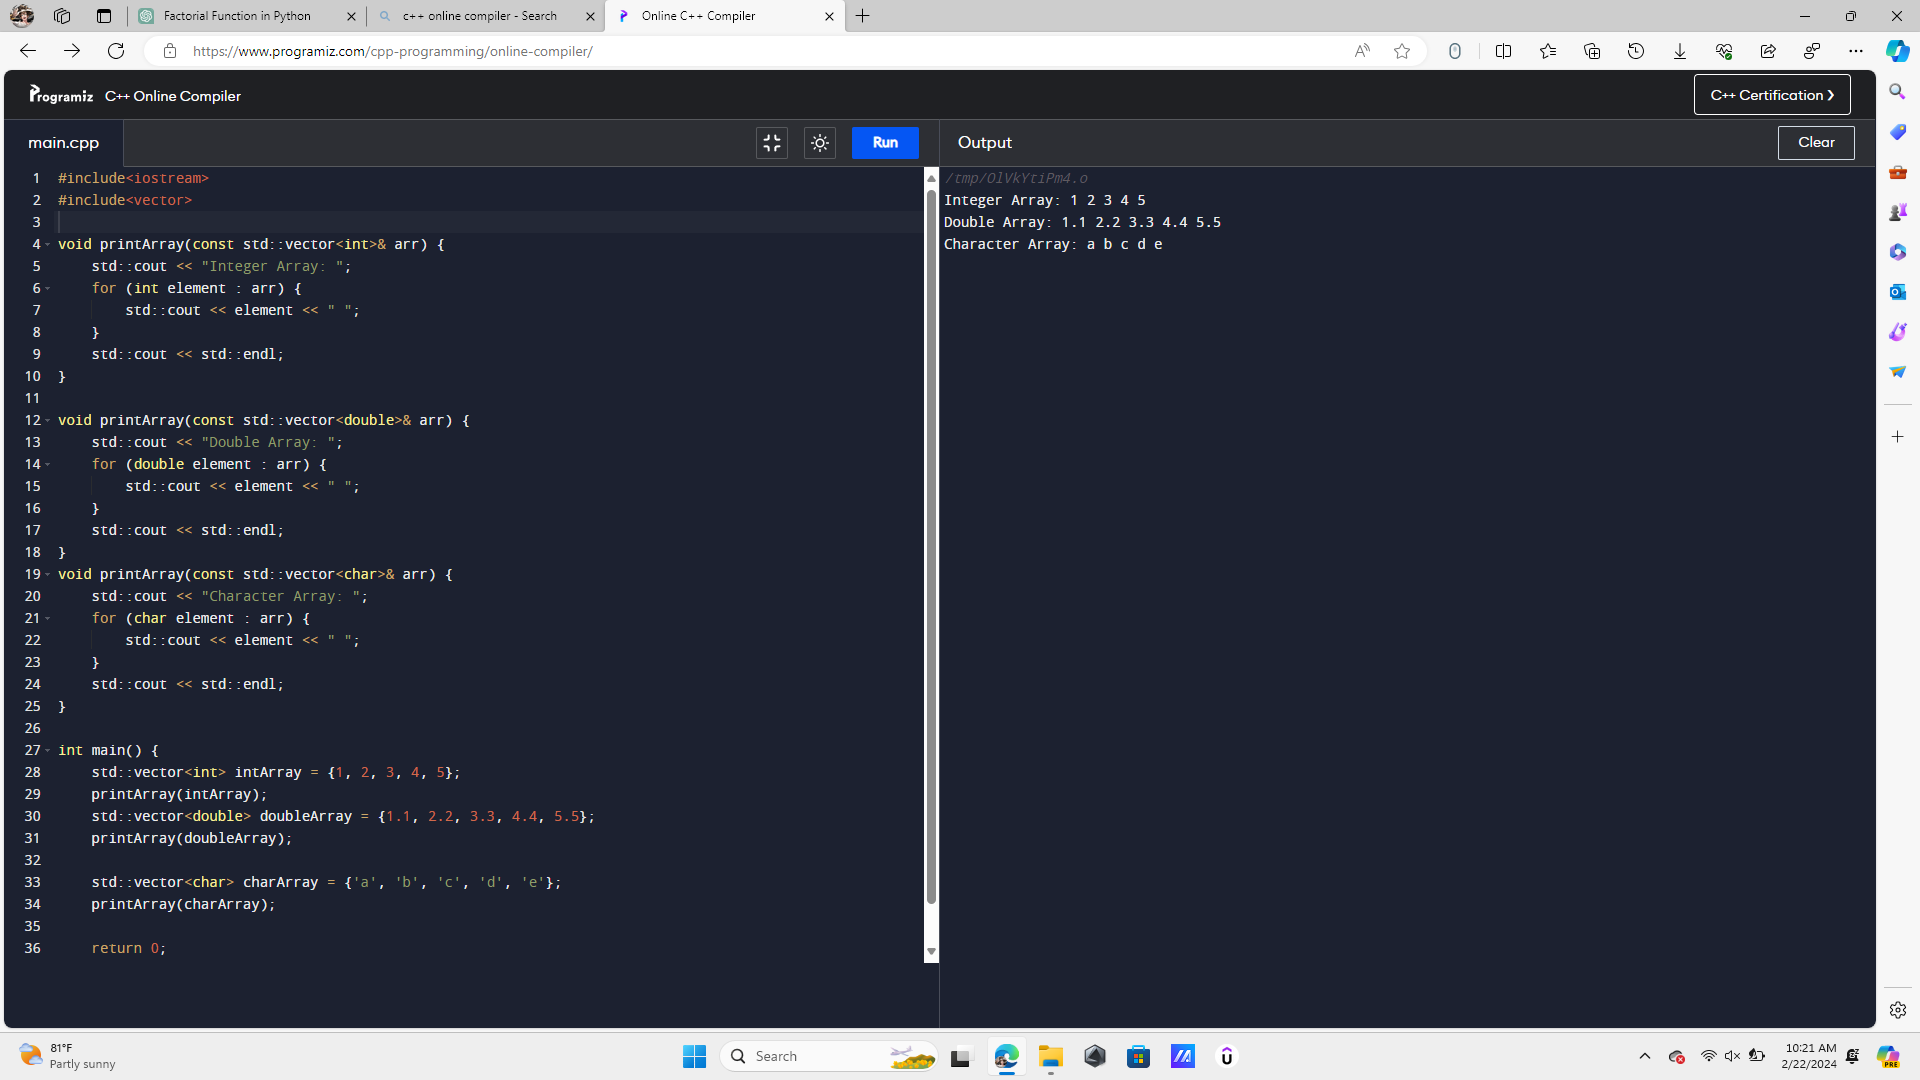 Factorial Function in Python
c++ online compiler - Search
Online C++ Compiler
https://www.programiz.com/cpp-programming/online-compiler/
Programiz C++ Online Compiler
C++ Certification ❯
main.cpp
Run
Output
Clear
1 #include<iostream>
2 #include<vector>
3
4 void printArray(const std::vector<int>& arr) {
5     std::cout << "Integer Array: ";
6     for (int element : arr) {
7         std::cout << element << " ";
8     }
9     std::cout << std::endl;
10 }
11
12 void printArray(const std::vector<double>& arr) {
13     std::cout << "Double Array: ";
14     for (double element : arr) {
15         std::cout << element << " ";
16     }
17     std::cout << std::endl;
18 }
19 void printArray(const std::vector<char>& arr) {
20     std::cout << "Character Array: ";
21     for (char element : arr) {
22         std::cout << element << " ";
23     }
24     std::cout << std::endl;
25 }
26
27 int main() {
28     std::vector<int> intArray = {1, 2, 3, 4, 5};
29     printArray(intArray);
30     std::vector<double> doubleArray = {1.1, 2.2, 3.3, 4.4, 5.5};
31     printArray(doubleArray);
32
33     std::vector<char> charArray = {'a', 'b', 'c', 'd', 'e'};
34     printArray(charArray);
35
36     return 0;
/tmp/OlVkYtiPm4.o
Integer Array: 1 2 3 4 5
Double Array: 1.1 2.2 3.3 4.4 5.5
Character Array: a b c d e
81°F
Partly sunny
Search
10:21 AM
2/22/2024
PRE